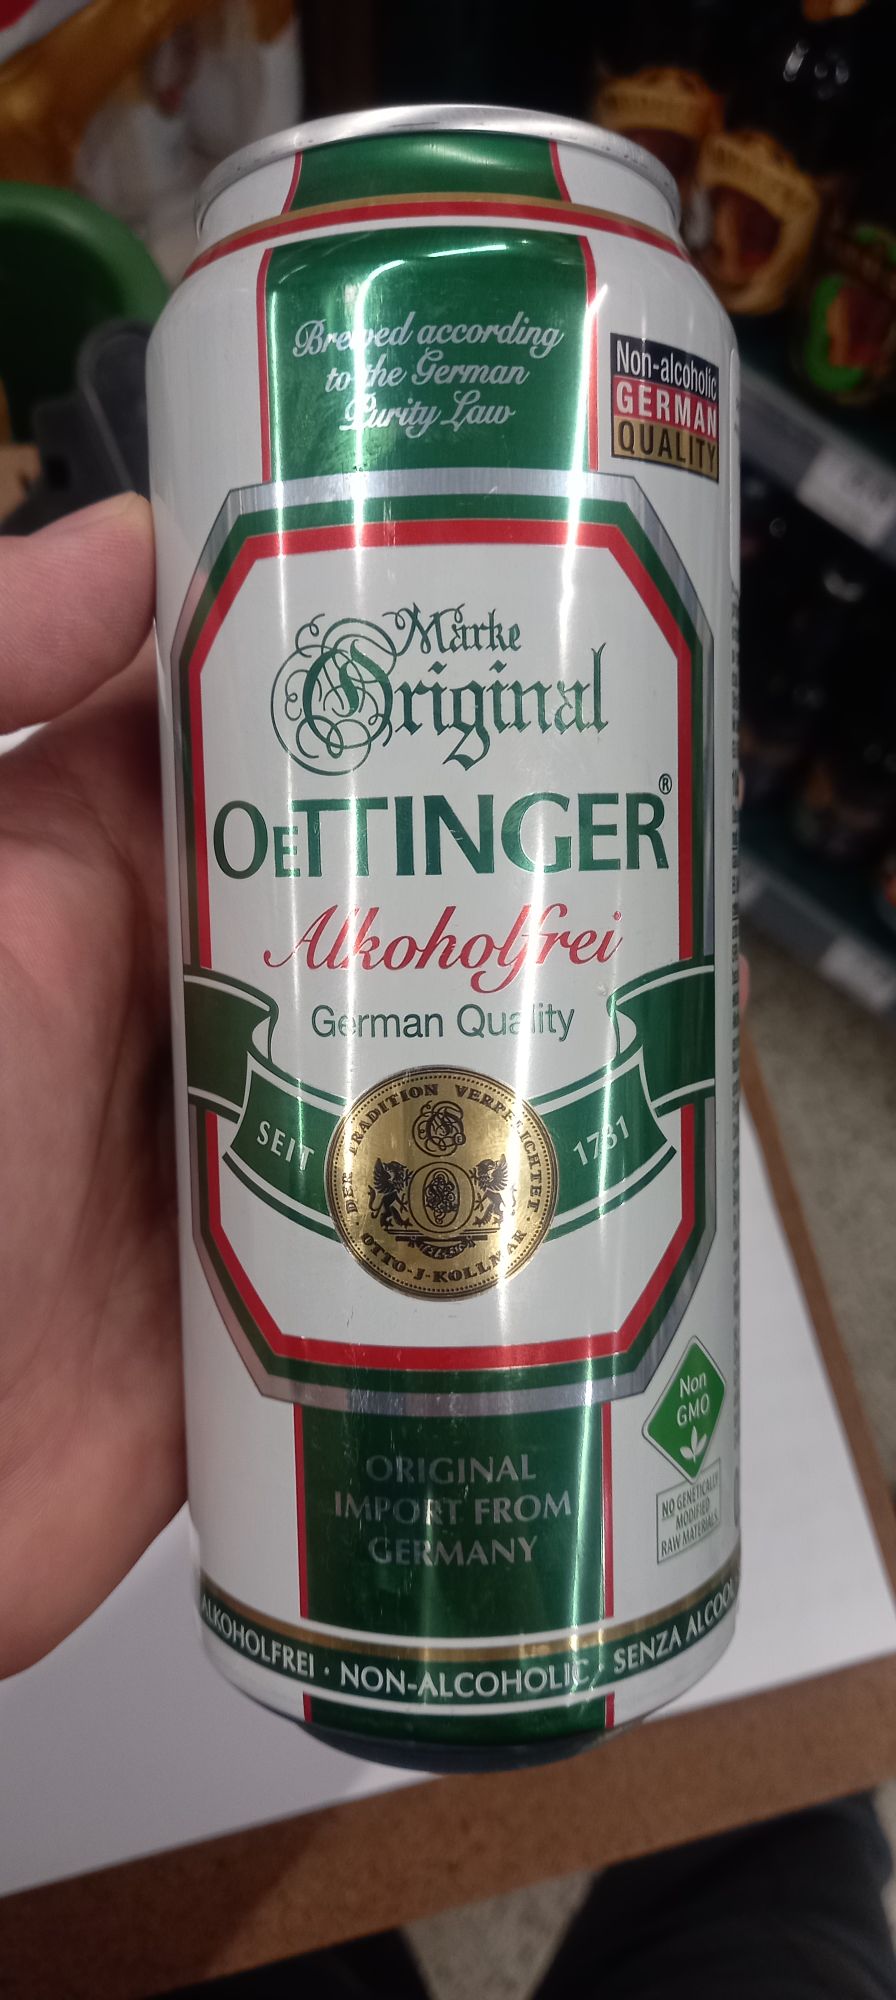 Brewed according
to the German
Purity Law
Non-alcoholic
GERMAN
QUALITY
Marke
Original
OETTINGER®
Alkoholfrei
German Quality
SEIT 1731
DER TRADITION VERPFLICHTET
OTTO-J-KOLLMAR
Non
GMO
NO GENETICALLY
MODIFIED
RAW MATERIALS
ORIGINAL
IMPORT FROM
GERMANY
ALKOHOLFREI · NON-ALCOHOLIC · SENZA ALCOOL